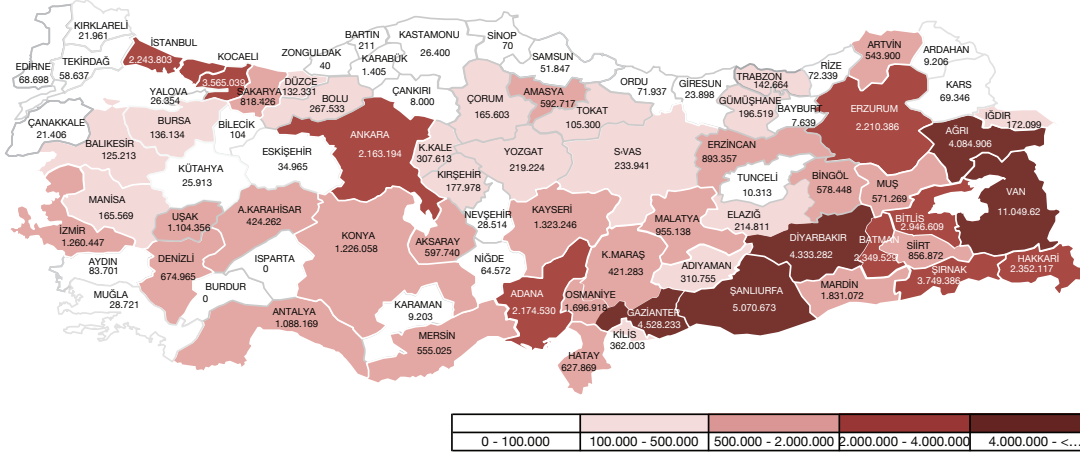 KIRKLARELİ
21.961
EDİRNE
68.698
TEKİRDAĞ
58.637
İSTANBUL
2.243.803
KOCAELİ
3.565.039
YALOVA
26.354
SAKARYA
818.426
DÜZCE
132.331
ZONGULDAK
40
BARTIN
211
KARABÜK
1.405
KASTAMONU
26.400
SİNOP
70
SAMSUN
51.847
ORDU
71.937
GİRESUN
23.898
TRABZON
142.664
RİZE
72.339
ARTVİN
543.900
ARDAHAN
9.206
KARS
69.346
IĞDIR
172.099
ÇANAKKALE
21.406
BALIKESİR
125.213
BURSA
136.134
BİLECİK
104
BOLU
267.533
ÇANKIRI
8.000
ÇORUM
165.603
AMASYA
592.717
TOKAT
105.300
GÜMÜŞHANE
196.519
BAYBURT
7.639
ERZURUM
2.210.386
AĞRI
4.084.906
KÜTAHYA
25.913
ESKİŞEHİR
34.965
ANKARA
2.163.194
K.KALE
307.613
KIRŞEHİR
177.978
YOZGAT
219.224
S-VAS
233.941
ERZİNCAN
893.357
TUNCELİ
10.313
BİNGÖL
578.448
MUŞ
571.269
VAN
11.049.62
MANİSA
165.569
UŞAK
1.104.356
A.KARAHİSAR
424.262
İZMİR
1.260.447
AYDIN
83.701
DENİZLİ
674.965
ISPARTA
0
BURDUR
0
MUĞLA
28.721
ANTALYA
1.088.169
KONYA
1.226.058
AKSARAY
597.740
NEVŞEHİR
28.514
NİĞDE
64.572
KAYSERİ
1.323.246
K.MARAŞ
421.283
MALATYA
955.138
ELAZIĞ
214.811
ADIYAMAN
310.755
DİYARBAKIR
4.333.282
BATMAN
2.349.529
BİTLİS
2.946.609
SİİRT
856.872
ŞIRNAK
3.749.386
HAKKARİ
2.352.117
MARDİN
1.831.072
ŞANLIURFA
5.070.673
GAZİANTEP
4.528.233
KİLİS
362.003
OSMANİYE
1.696.918
ADANA
2.174.530
HATAY
627.869
KARAMAN
9.203
MERSİN
555.025
0 - 100.000
100.000 - 500.000
500.000 - 2.000.000
2.000.000 - 4.000.000
4.000.000 - <...